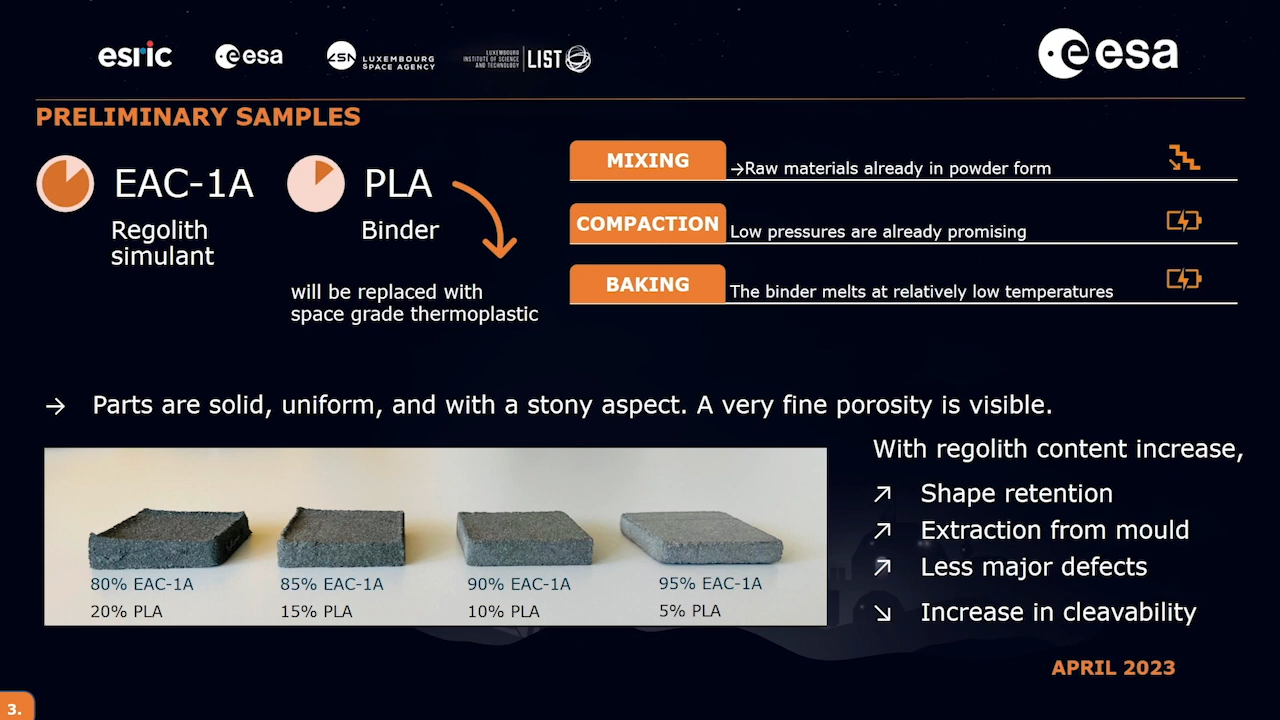 esric
esa
LSA LUXEMBOURG SPACE AGENCY
LUXEMBOURG INSTITUTE OF SCIENCE AND TECHNOLOGY LIST
esa
PRELIMINARY SAMPLES
EAC-1A
Regolith
simulant
PLA
Binder
will be replaced with
space grade thermoplastic
MIXING →Raw materials already in powder form
COMPACTION Low pressures are already promising
BAKING The binder melts at relatively low temperatures
→ Parts are solid, uniform, and with a stony aspect. A very fine porosity is visible.
80% EAC-1A
20% PLA
85% EAC-1A
15% PLA
90% EAC-1A
10% PLA
95% EAC-1A
5% PLA
With regolith content increase,
↗ Shape retention
↗ Extraction from mould
↗ Less major defects
↘ Increase in cleavability
APRIL 2023
3.